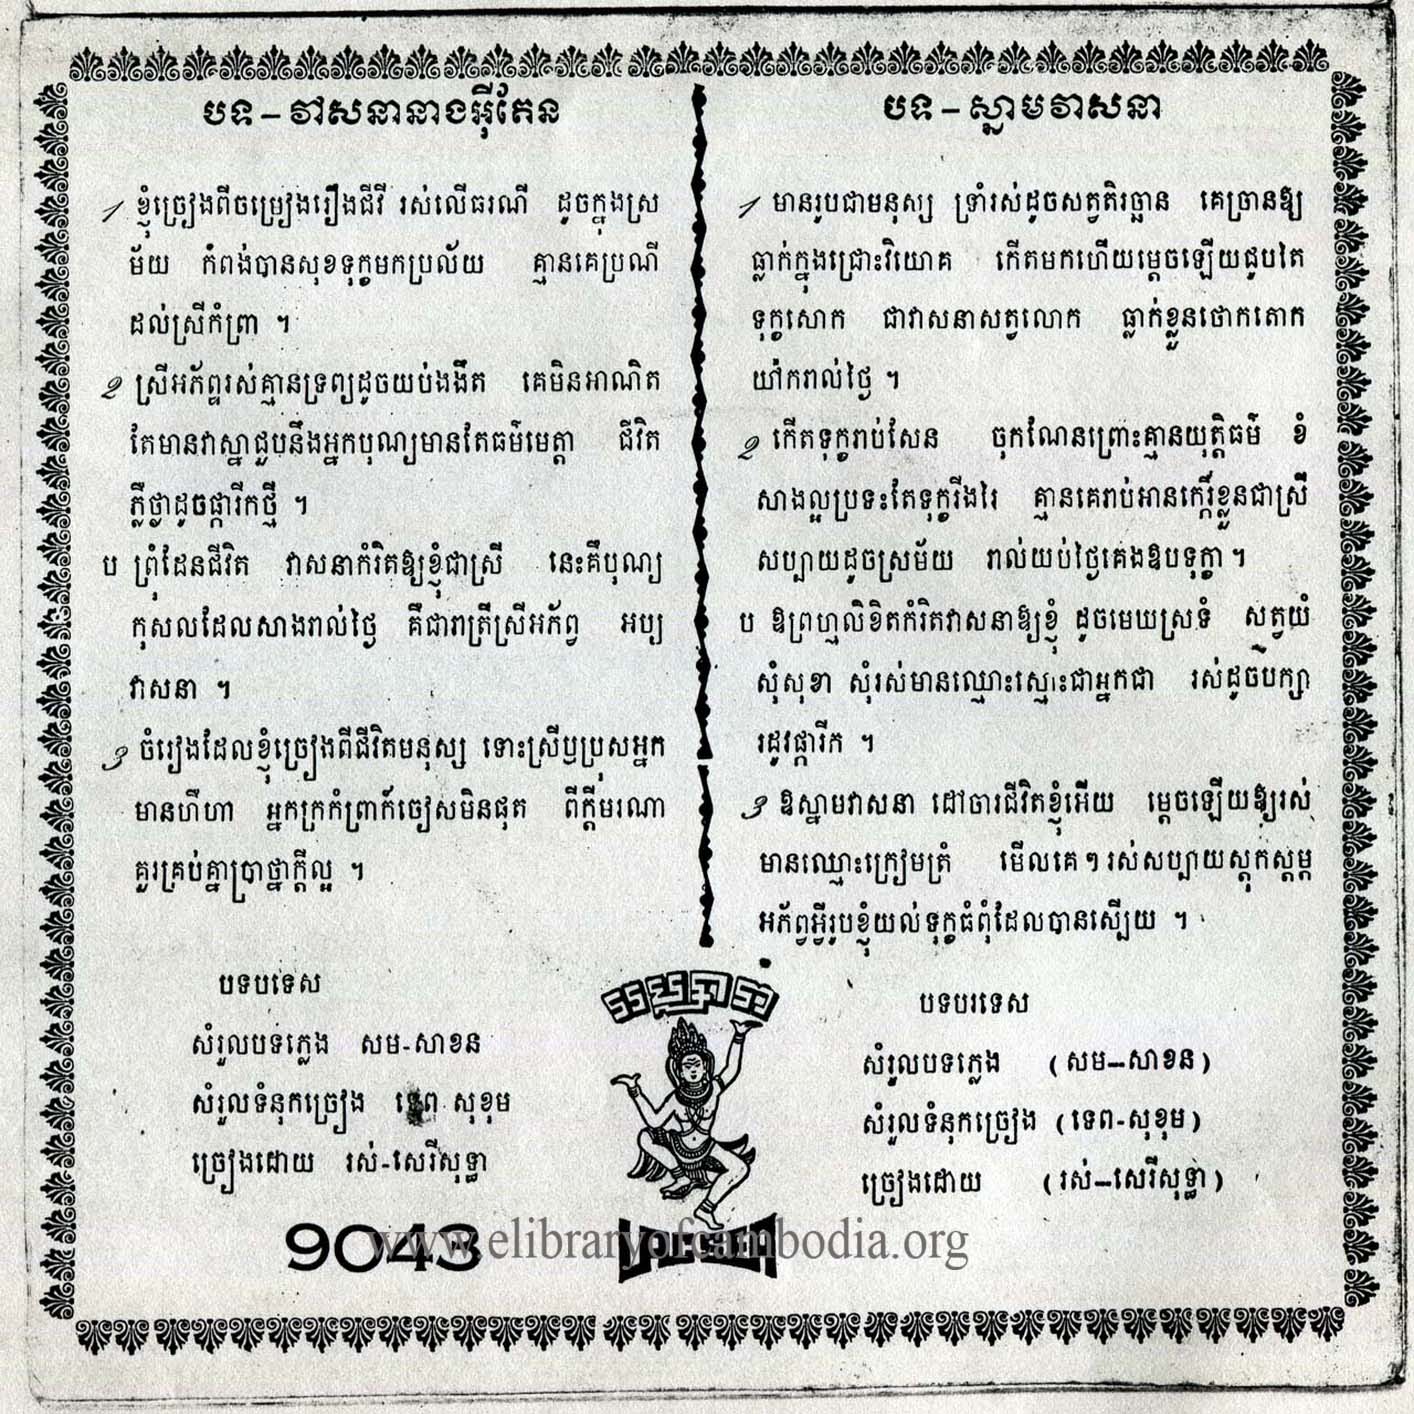 បទ – វាសនានាងអ៊ីតែន
1 ខ្ញុំច្រៀងពីចម្រៀងរឿងជីវី រស់លើធរណី ដូចក្នុងស្រ
ម័យ កំពង់បានសុខទុក្ខមកប្រល័យ គ្មានគេប្រណី
ដល់ស្រីកំព្រា ។
2 ស្រីអភ័ព្វរស់គ្មានទ្រព្យដូចយប់ងងឹត គេមិនអាណិត
តែមានវាស្នាជួបនឹងអ្នកបុណ្យមានតែធម៌មេត្តា ជីវិត
ភ្លឺថ្លាដូចផ្ការីកថ្មី ។
ប ព្រំដែនជីវិត វាសនាកំរិតឱ្យខ្ញុំជាស្រី នេះគឺបុណ្យ
កុសលដែលសាងរាល់ថ្ងៃ គឺជារាត្រីស្រីអភ័ព្វ អប្ប
វាសនា ។
3 ចំរៀងដែលខ្ញុំច្រៀងពីជីវិតមនុស្ស ទោះស្រីឬប្រុសអ្នក
មានហ៊ឺហា អ្នកក្រកំព្រាក៍ចៀសមិនផុត ពីក្តីមរណា
គួរគ្រប់គ្នាប្រាថ្នាក្តីល្អ ។
បទបទេស
សំរួលបទភ្លេង សម-សាខន
សំរួលទំនុកច្រៀង ទេព សុខុម
ច្រៀងដោយ រស់-សេរីសុទ្ធា
9043
បទ – ស្នាមវាសនា
1 មានរូបជាមនុស្ស ទ្រាំរស់ដូចសត្វតិរច្ឆាន គេច្រានឱ្យ
ធ្លាក់ក្នុងជ្រោះវិយោគ កើតមកហើយម្តេចឡើយជួបតែ
ទុក្ខសោក ជាវាសនាសត្វលោក ធ្លាក់ខ្លួនថោកតោក
យ៉ាករាល់ថ្ងៃ ។
2 កើតទុក្ខរាប់សែន ចុកណែនព្រោះគ្មានយុត្តិធម៌ ខំ
សាងល្អប្រទះតែទុក្ខរីងរៃ គ្មានគេរាប់អានកេរ្តិ៍ខ្លួនជាស្រី
សប្បាយដូចស្រម័យ រាល់យប់ថ្ងៃគេងឱបទុក្ខា ។
ប ឱព្រហ្មលិខិតកំរិតវាសនាឱ្យខ្ញុំ ដូចមេឃស្រទំ សត្វយំ
សុំសុខា សុំរស់មានឈ្មោះស្មោះជាអ្នកជា រស់ដូចបក្សា
រដូវផ្ការីក ។
3 ឱស្នាមវាសនា ដៅចារជីវិតខ្ញុំអើយ ម្តេចឡើយឱ្យរស់
មានឈ្មោះក្រៀមត្រំ មើលគេៗ រស់សប្បាយស្តុកស្តម្ភ
អភ័ព្វអ្វីរូបខ្ញុំយល់ទុក្ខធំពុំដែលបានស្បើយ ។
បទបរទេស
សំរួលបទភ្លេង (សម–សាខន)
សំរួលទំនុកច្រៀង (ទេព-សុខុម)
ច្រៀងដោយ (រស់–សេរីសុទ្ធា)
www.elibraryofcambodia.org